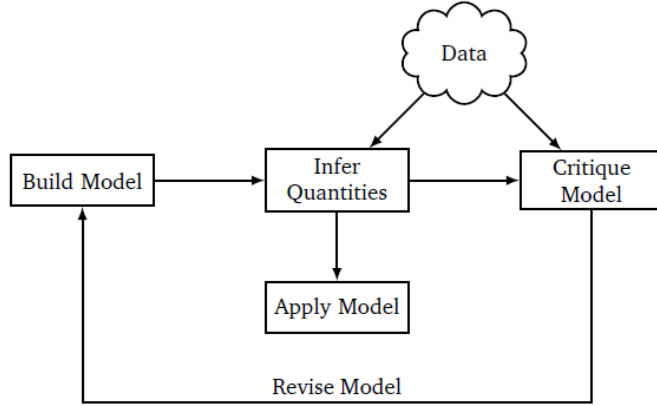 Data
Build Model
Infer
Quantities
Critique
Model
Apply Model
Revise Model